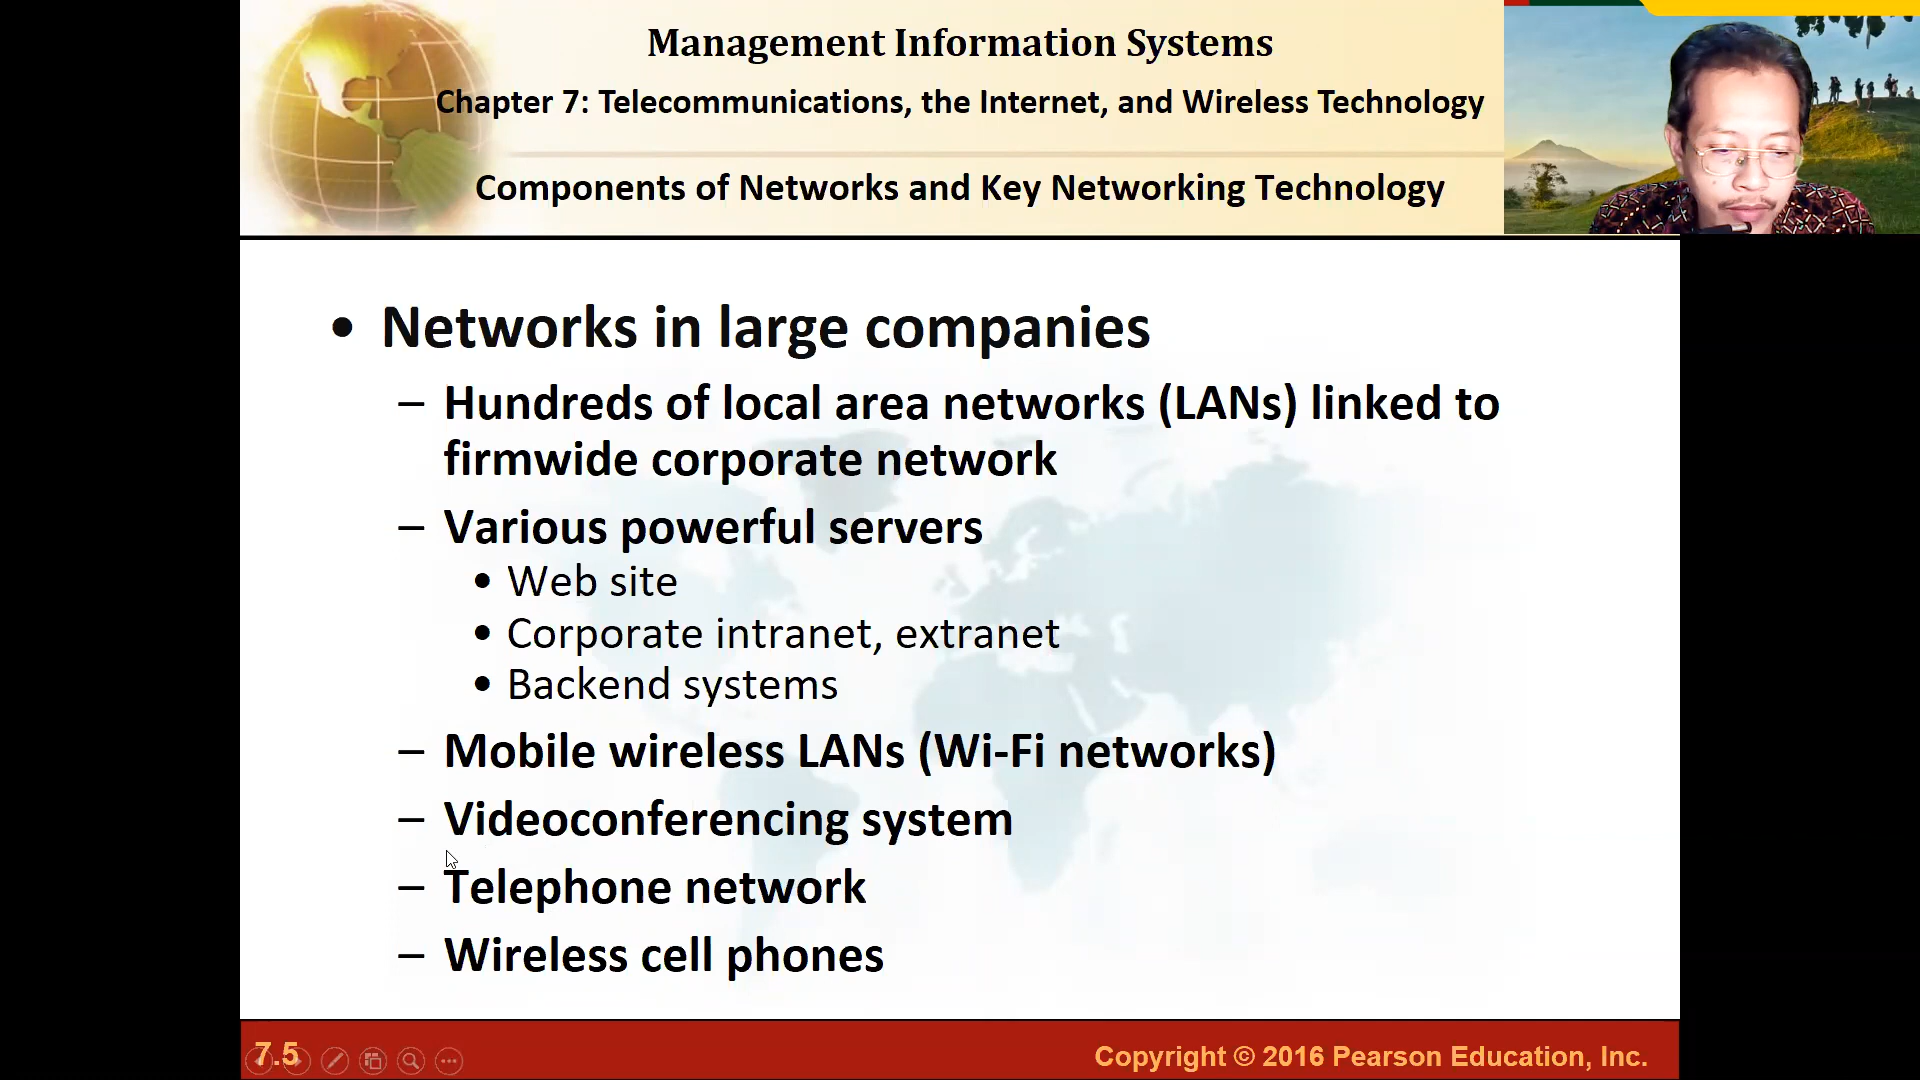 Management Information Systems
Chapter 7: Telecommunications, the Internet, and Wireless Technology
Components of Networks and Key Networking Technology
• Networks in large companies
– Hundreds of local area networks (LANs) linked to
firmwide corporate network
– Various powerful servers
• Web site
• Corporate intranet, extranet
• Backend systems
– Mobile wireless LANs (Wi-Fi networks)
– Videoconferencing system
– Telephone network
– Wireless cell phones
7.5
Copyright © 2016 Pearson Education, Inc.